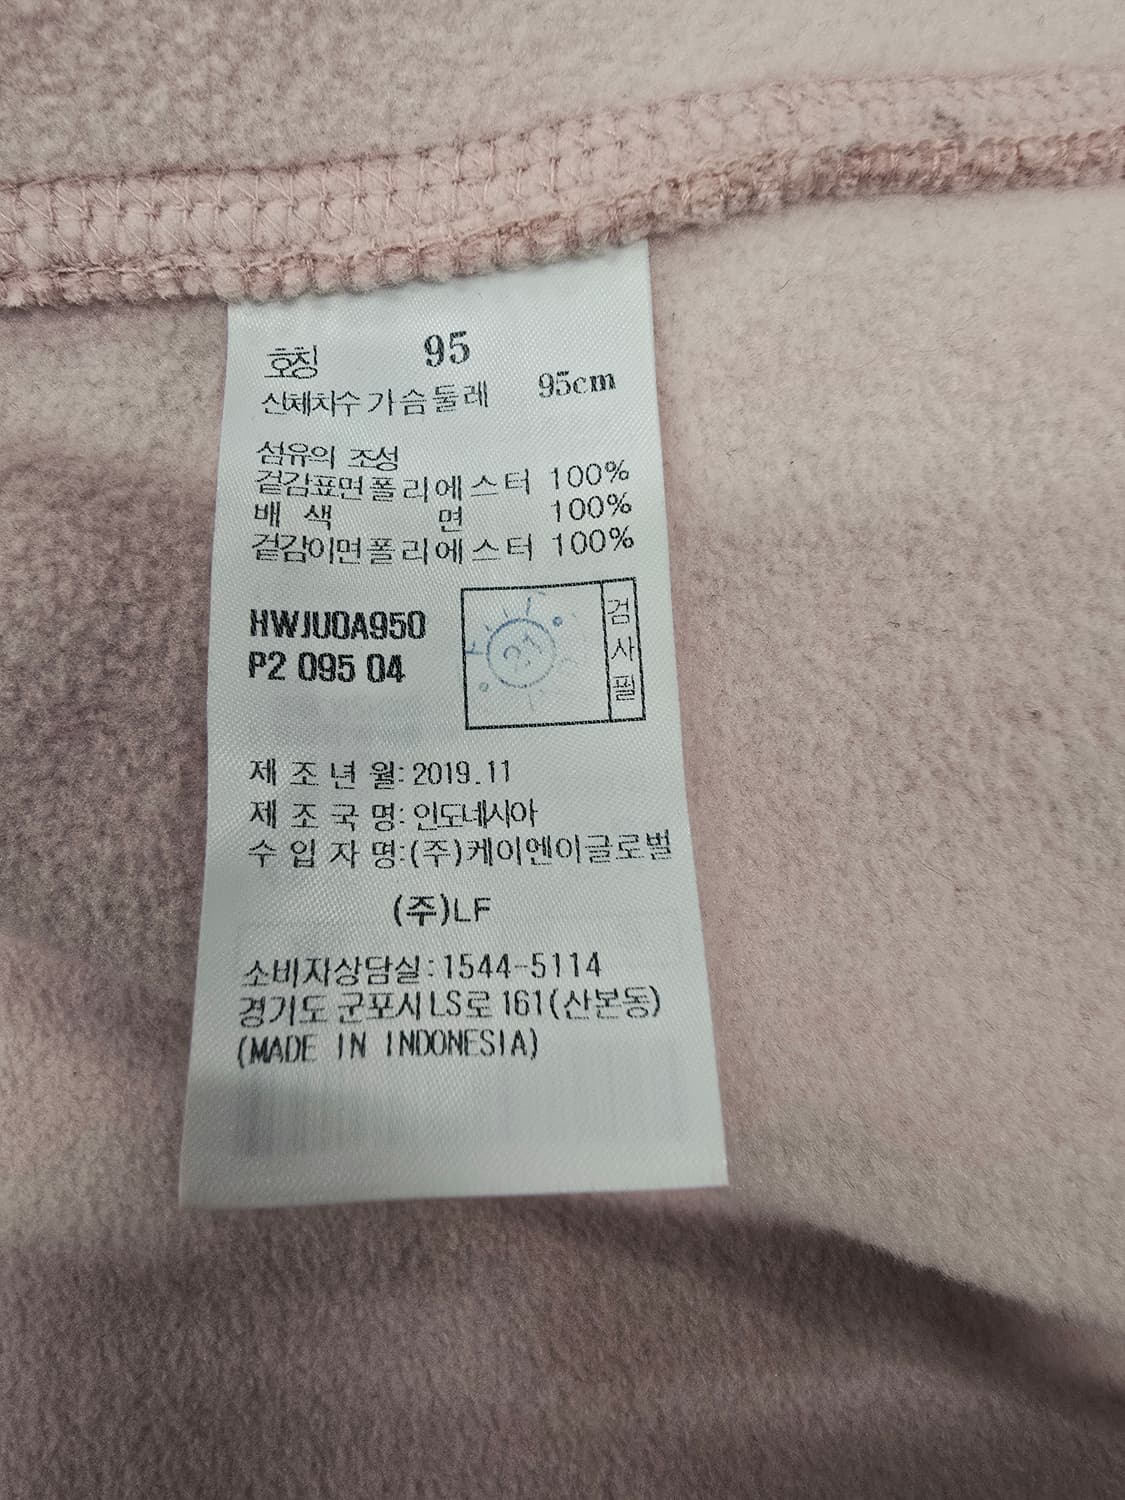 호칭 95
신체치수 가슴둘레 95cm
섬유의 조성
겉감표면폴리에스터 100%
배 색 면 100%
겉감이면폴리에스터 100%
HWJU0A950
P2 095 04
검사필
제 조 년 월: 2019.11
제 조 국 명: 인도네시아
수 입 자 명:(주)케이엔이글로벌
(주)LF
소비자상담실:1544-5114
경기도 군포시 LS로 161(산본동)
(MADE IN INDONESIA)